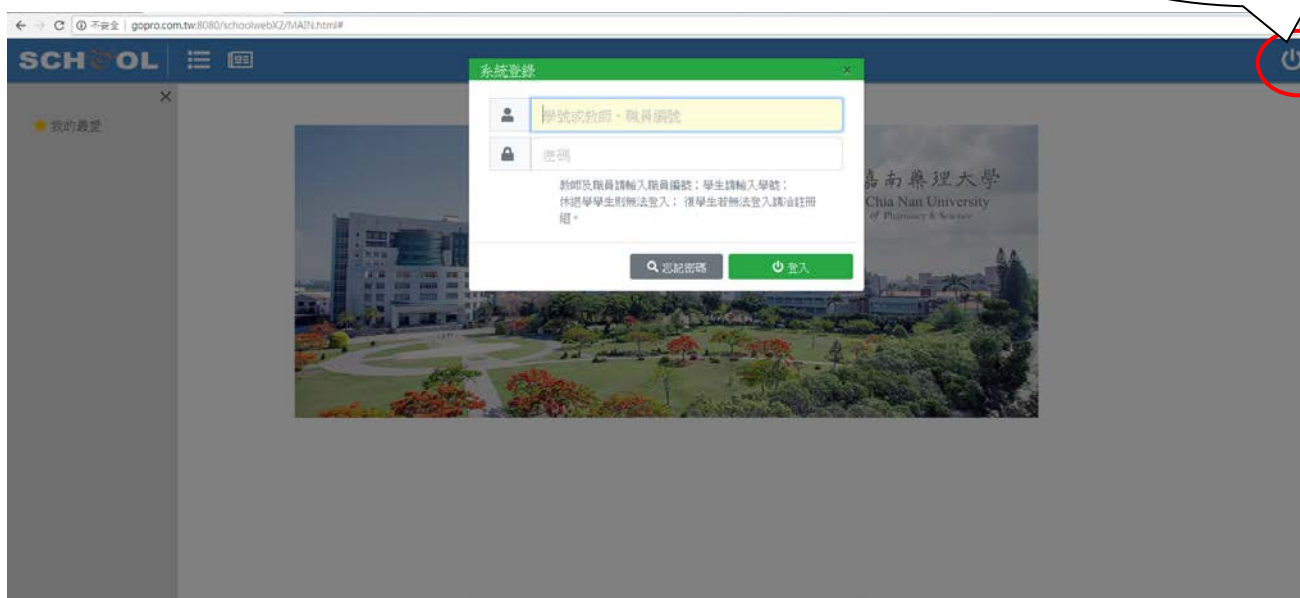 不安全 | gopro.com.tw:8080/schoolwebX2/MAIN.html#
SCHOOL
系統登錄
×
×
我的最愛
學號或教師、職員編號
密碼
教師及職員請輸入職員編號；學生請輸入學號；
休退學學生則無法登入； 復學生若無法登入請洽註冊
組。
忘記密碼
登入
嘉南藥理大學
Chia Nan University
of Pharmacy & Science